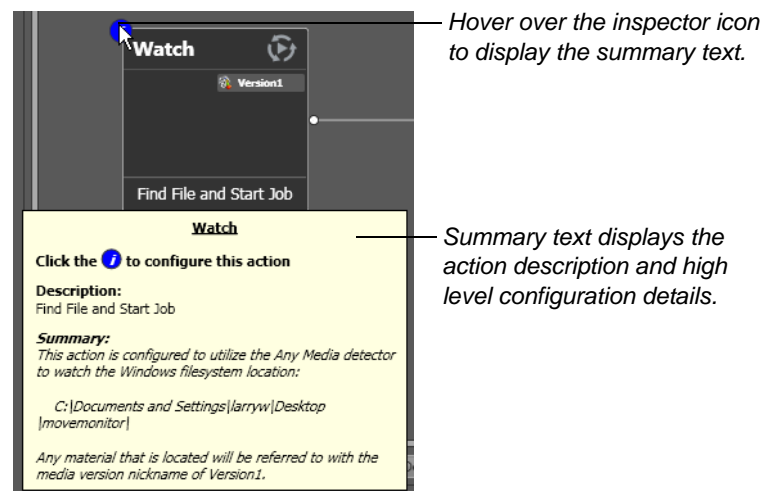 Hover over the inspector icon
to display the summary text.
Watch
Version1
Find File and Start Job
Watch
Click the i to configure this action
Description:
Find File and Start Job
Summary:
This action is configured to utilize the Any Media detector
to watch the Windows filesystem location:
C:\Documents and Settings\larryw\Desktop
\movemonitor\
Any material that is located will be referred to with the
media version nickname of Version1.
Summary text displays the
action description and high
level configuration details.